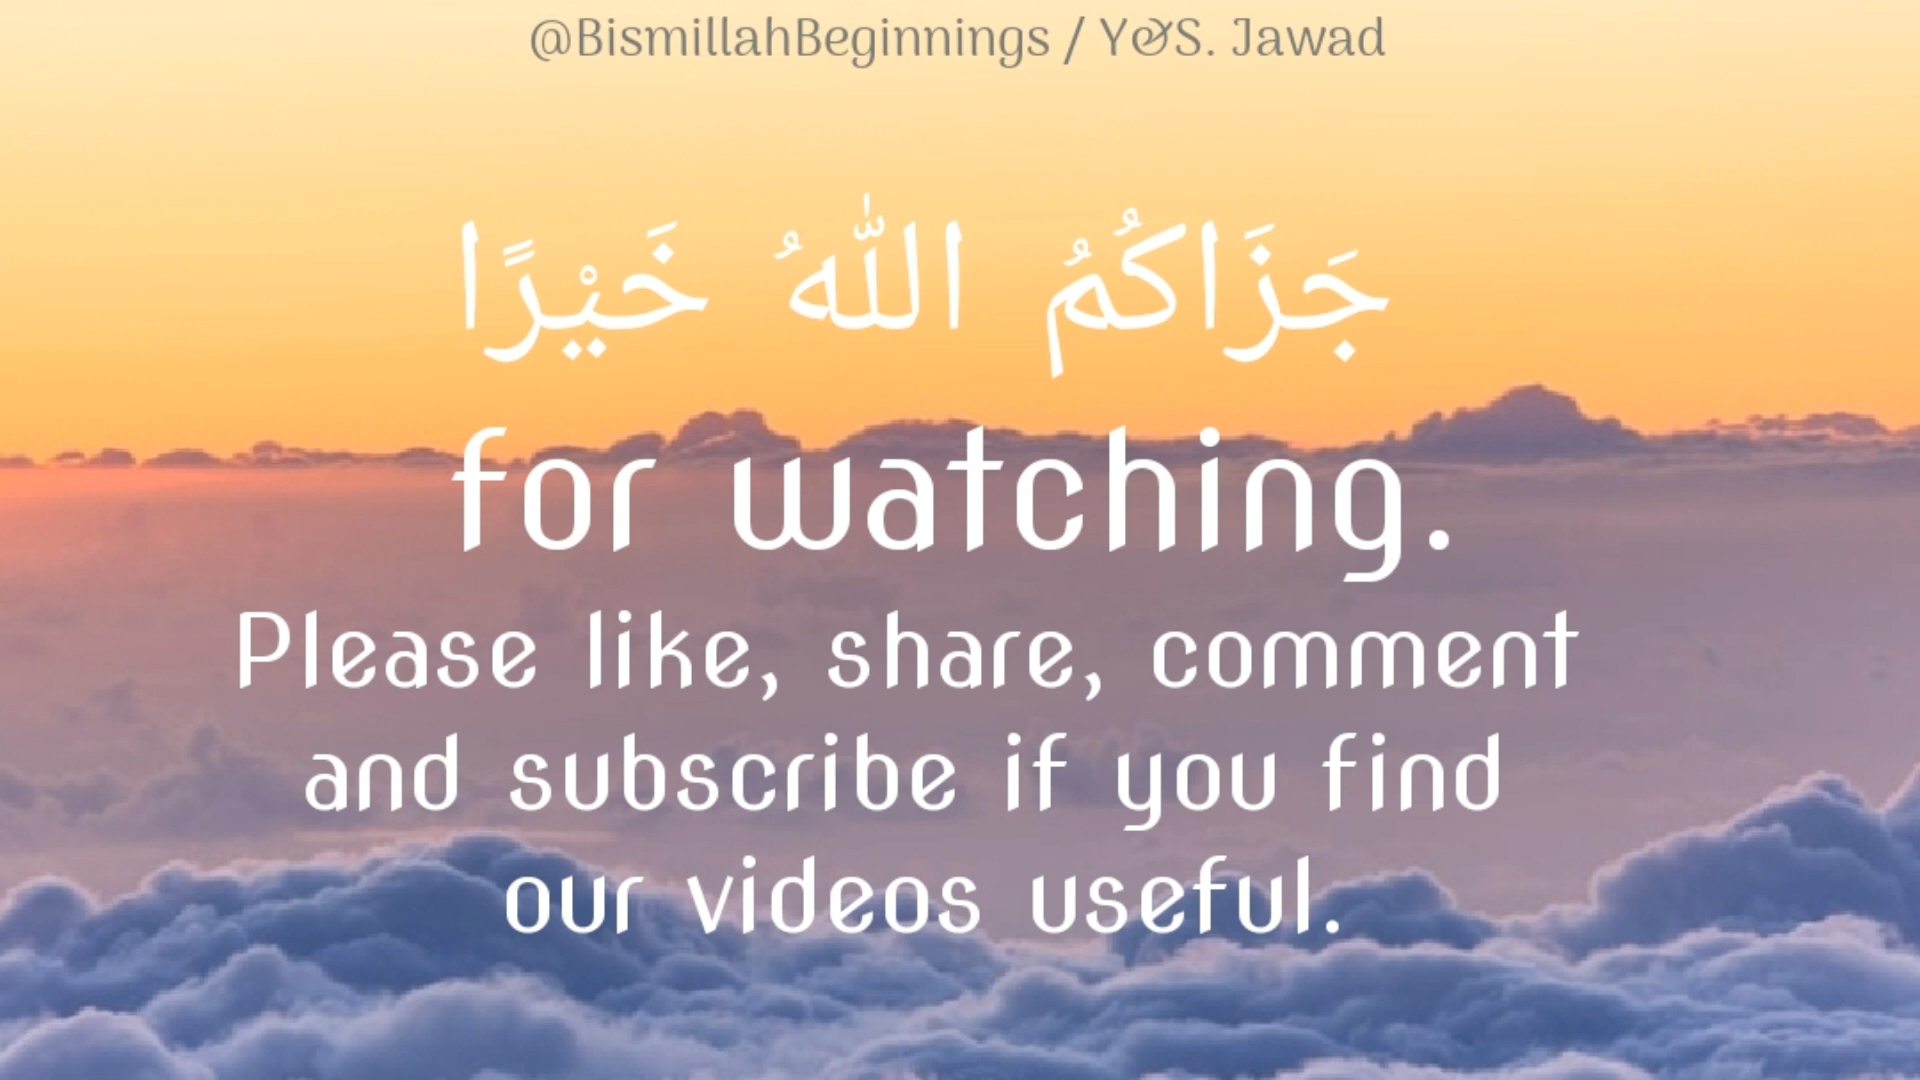 @BismillahBeginnings / Y&S. Jawad
جَزَاكُمُ اللّٰهُ خَيْرًا
for watching.
Please like, share, comment
and subscribe if you find
our videos useful.